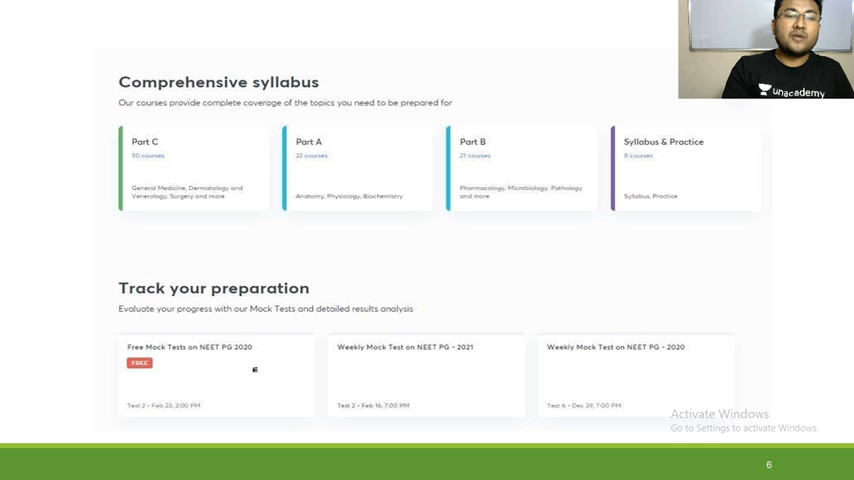 unacademy
Comprehensive syllabus
Our courses provide complete coverage of the topics you need to be prepared for
Part C
50 courses
General Medicine, Dermatology and
Venerology, Surgery and more
Part A
22 courses
Anatomy, Physiology, Biochemistry
Part B
21 courses
Pharmacology, Microbiology, Pathology
and more
Syllabus & Practice
8 courses
Syllabus, Practice
Track your preparation
Evaluate your progress with our Mock Tests and detailed results analysis
Free Mock Tests on NEET PG 2020
FREE
Test 2 • Feb 23, 2:00 PM
Weekly Mock Test on NEET PG - 2021
Test 2 • Feb 16, 7:00 PM
Weekly Mock Test on NEET PG - 2020
Test 6 • Dec 29, 7:00 PM
Activate Windows
Go to Settings to activate Windows.
6